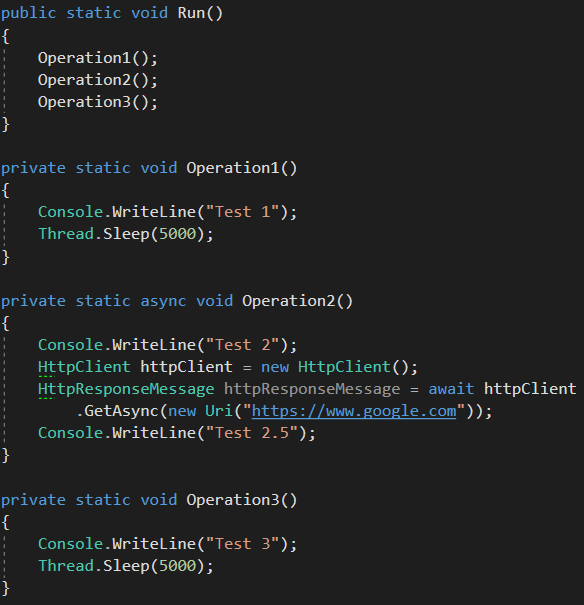 public static void Run()
{
    Operation1();
    Operation2();
    Operation3();
}

private static void Operation1()
{
    Console.WriteLine("Test 1");
    Thread.Sleep(5000);
}

private static async void Operation2()
{
    Console.WriteLine("Test 2");
    HttpClient httpClient = new HttpClient();
    HttpResponseMessage httpResponseMessage = await httpClient
        .GetAsync(new Uri("https://www.google.com"));
    Console.WriteLine("Test 2.5");
}

private static void Operation3()
{
    Console.WriteLine("Test 3");
    Thread.Sleep(5000);
}